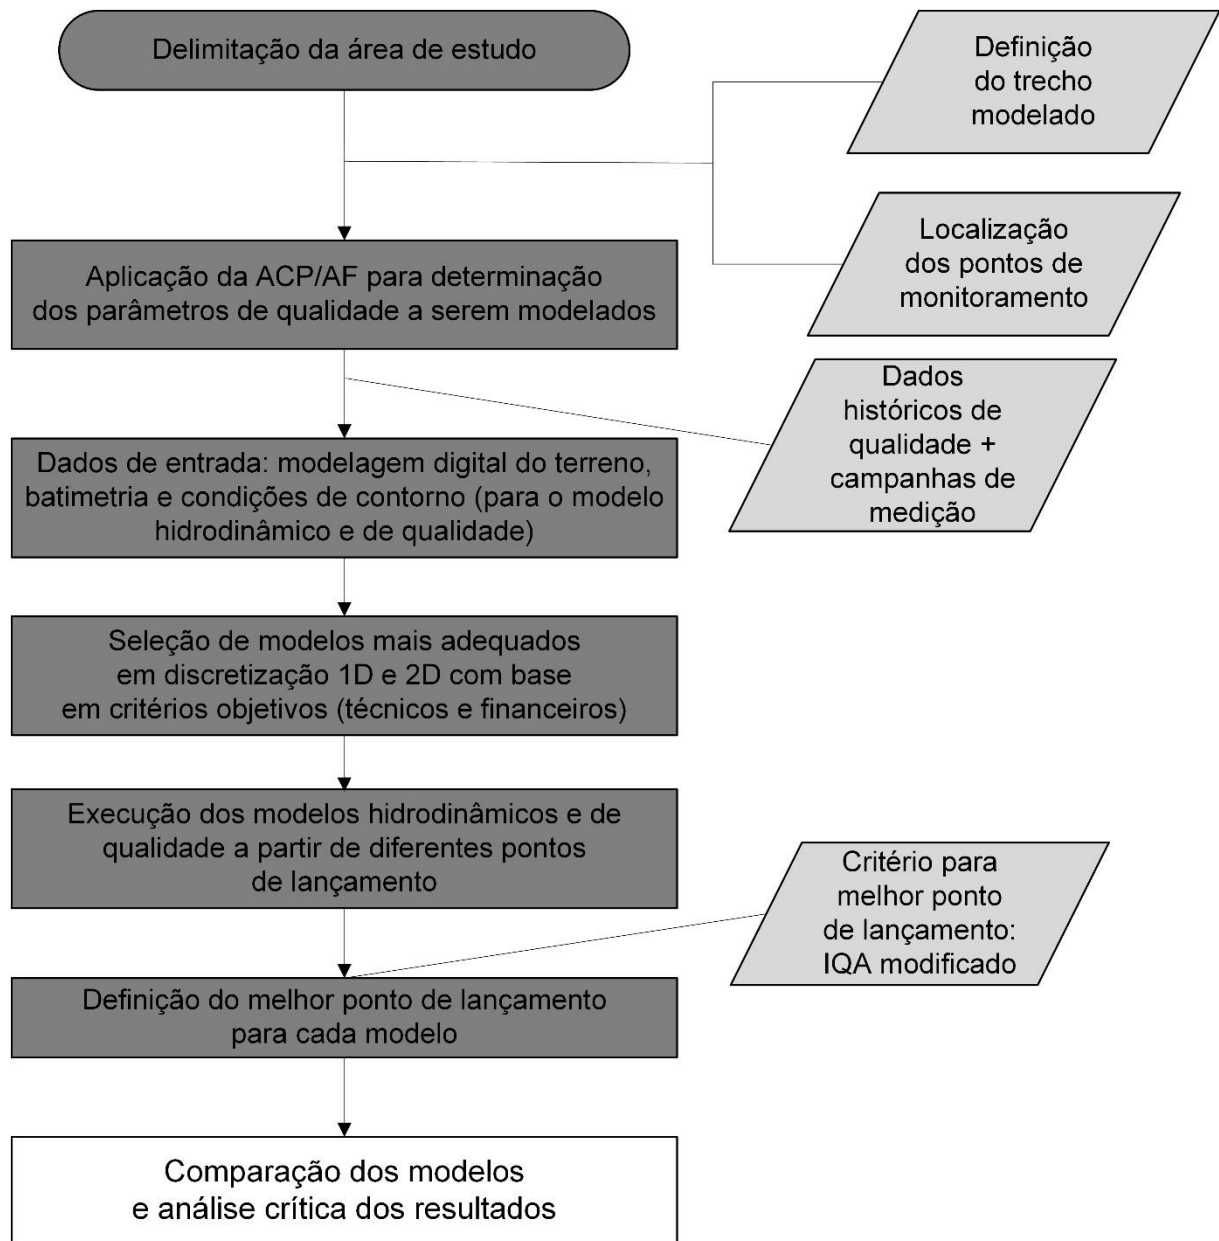 Delimitação da área de estudo
Definição
do trecho
modelado
Localização
dos pontos de
monitoramento
Aplicação da ACP/AF para determinação
dos parâmetros de qualidade a serem modelados
Dados
históricos de
qualidade +
campanhas de
medição
Dados de entrada: modelagem digital do terreno,
batimetria e condições de contorno (para o modelo
hidrodinâmico e de qualidade)
Seleção de modelos mais adequados
em discretização 1D e 2D com base
em critérios objetivos (técnicos e financeiros)
Execução dos modelos hidrodinâmicos e de
qualidade a partir de diferentes pontos
de lançamento
Critério para
melhor ponto
de lançamento:
IQA modificado
Definição do melhor ponto de lançamento
para cada modelo
Comparação dos modelos
e análise crítica dos resultados